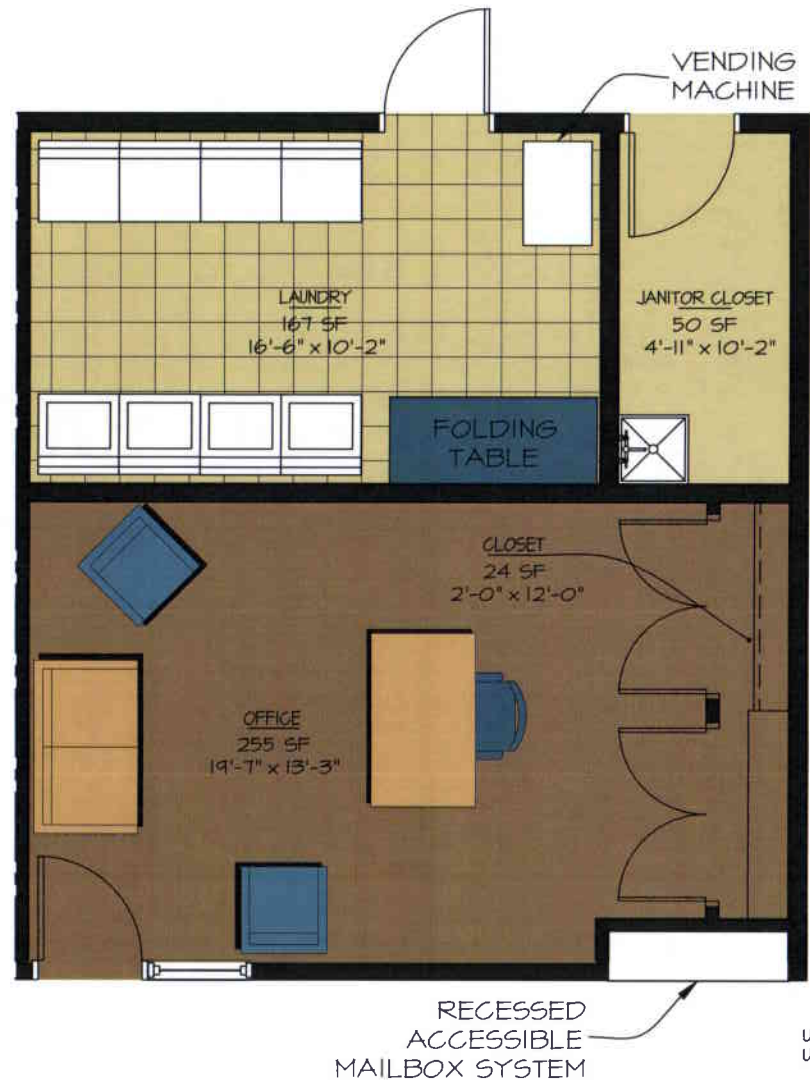 VENDING
MACHINE
LAUNDRY
167 SF
16'-6" x 10'-2"
JANITOR CLOSET
50 SF
4'-11" x 10'-2"
FOLDING
TABLE
CLOSET
24 SF
2'-0" x 12'-0"
OFFICE
255 SF
19'-7" x 13'-3"
RECESSED
ACCESSIBLE
MAILBOX SYSTEM